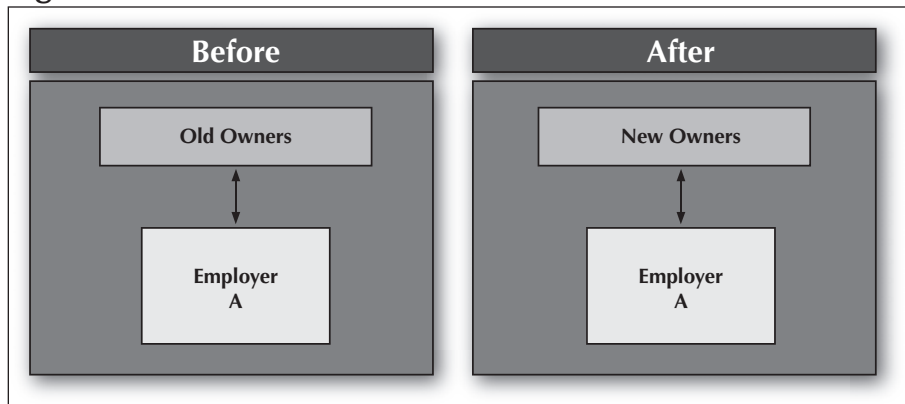 Before
Old Owners
Employer
A
After
New Owners
Employer
A